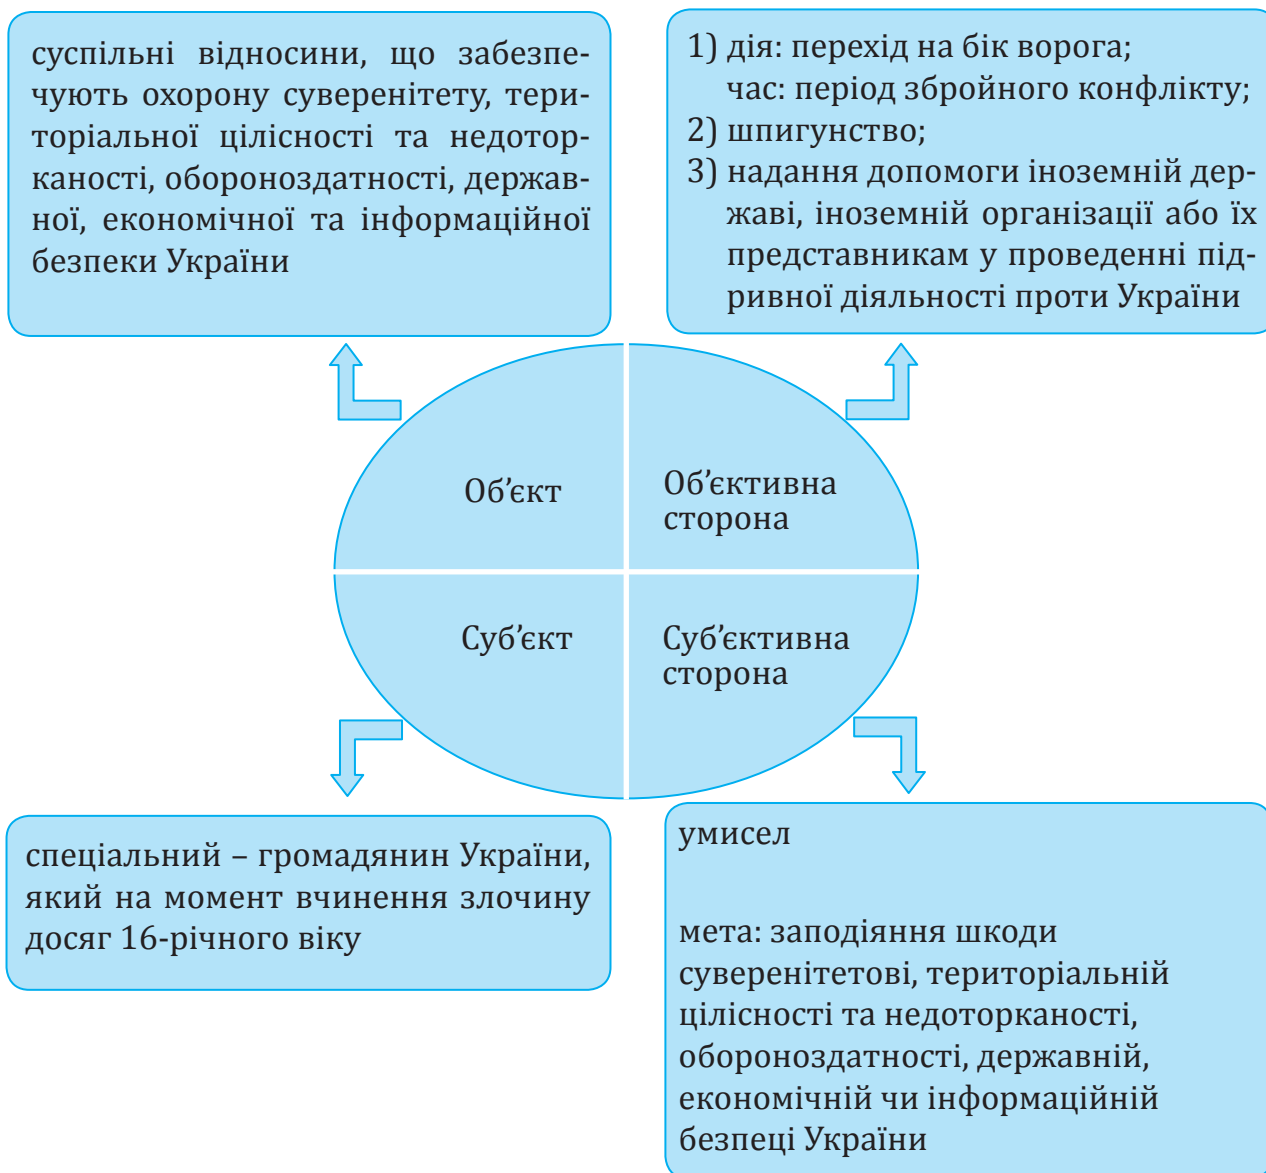 суспільні відносини, що забезпе-
чують охорону суверенітету, тери-
торіальної цілісності та недотор-
каності, обороноздатності, держав-
ної, економічної та інформаційної
безпеки України
1) дія: перехід на бік ворога;
час: період збройного конфлікту;
2) шпигунство;
3) надання допомоги іноземній дер-
жаві, іноземній організації або їх
представникам у проведенні під-
ривної діяльності проти України
Об’єкт
Об’єктивна
сторона
Суб’єкт
Суб’єктивна
сторона
спеціальний – громадянин України,
який на момент вчинення злочину
досяг 16-річного віку
умисел
мета: заподіяння шкоди
суверенітетові, територіальній
цілісності та недоторканості,
обороноздатності, державній,
економічній чи інформаційній
безпеці України